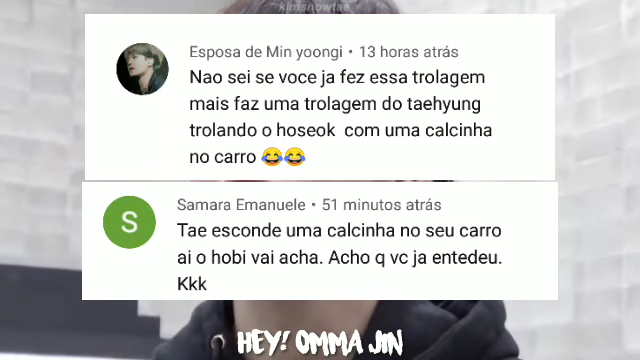 kimsnowtae
Esposa de Min yoongi • 13 horas atrás
Nao sei se voce ja fez essa trolagem
mais faz uma trolagem do taehyung
trolando o hoseok com uma calcinha
no carro 😂😂
S
Samara Emanuele • 51 minutos atrás
Tae esconde uma calcinha no seu carro
ai o hobi vai acha. Acho q vc ja entedeu.
Kkk
HEY! OMMA JIN